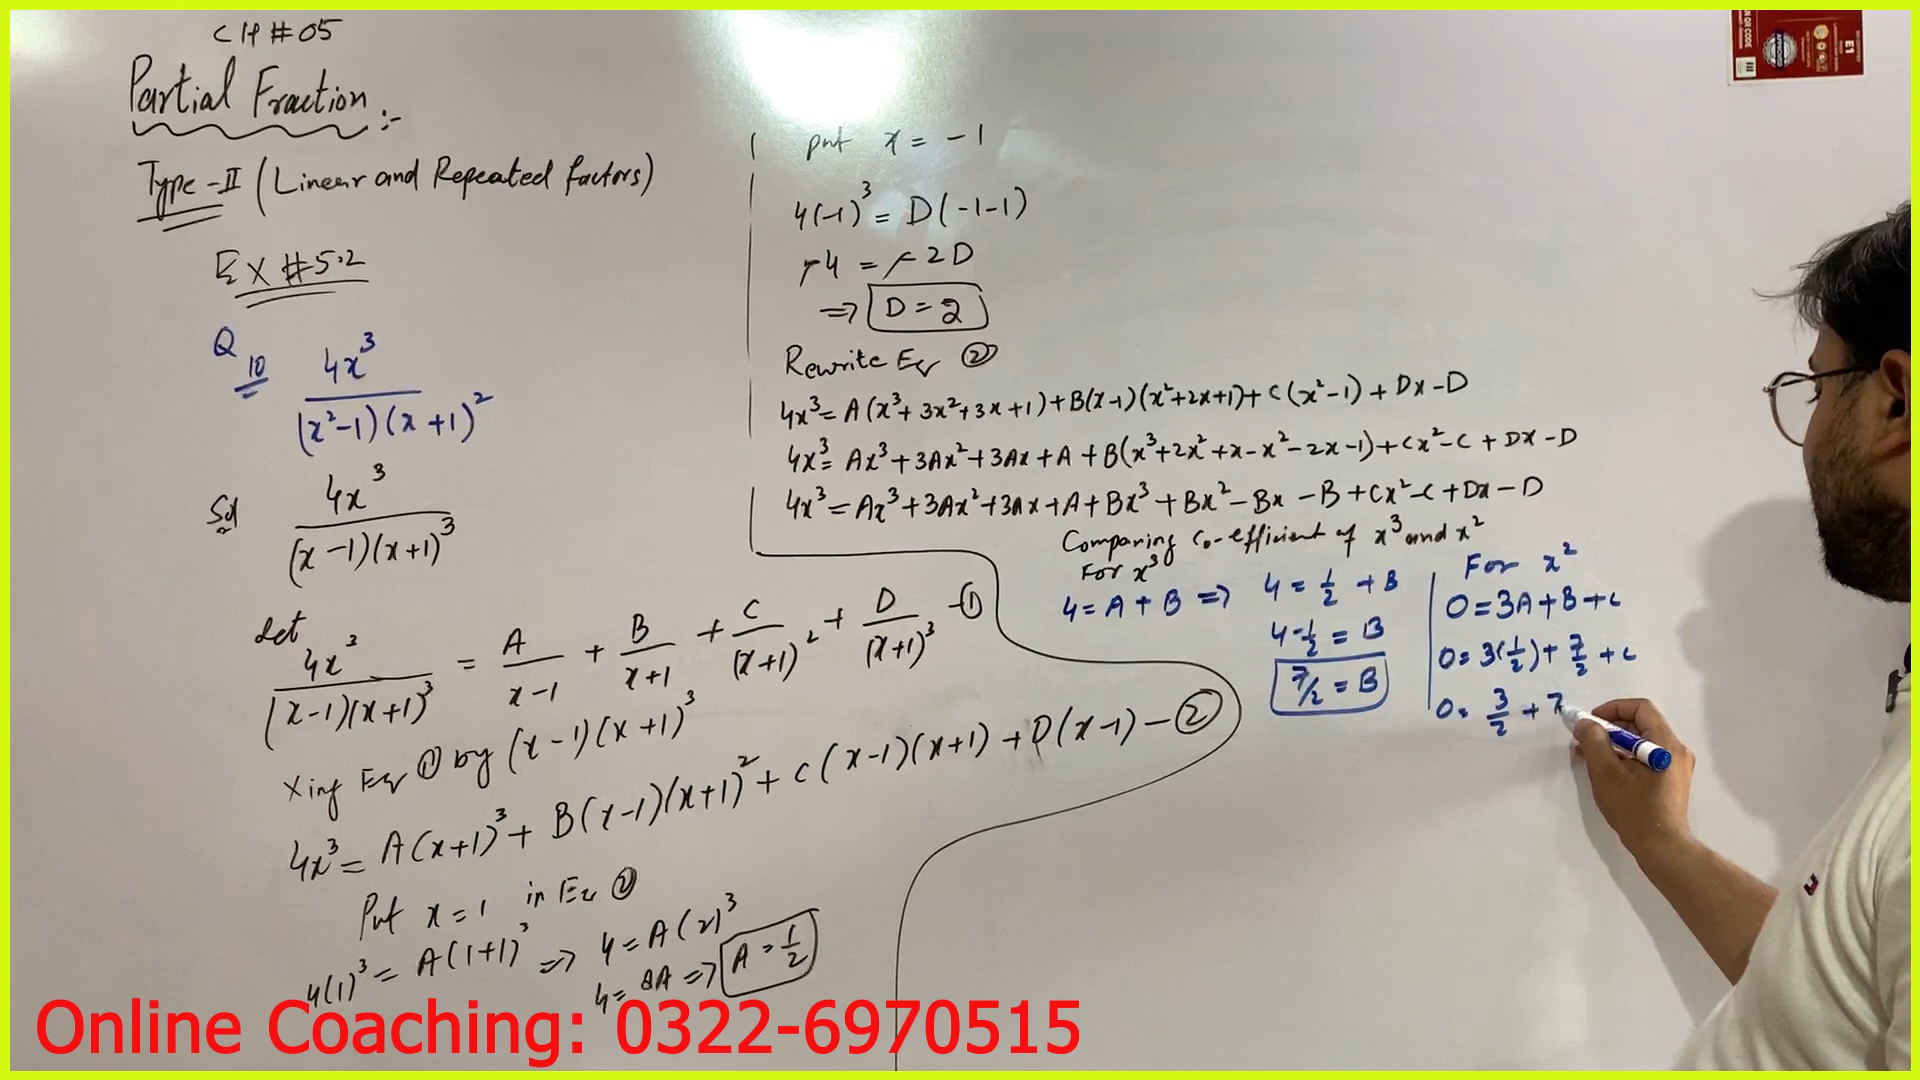 CH # 05
Partial Fraction :-
Type-II (Linear and Repeated factors)
EX # 5.2
Q 10 4x³/(x²-1)(x+1)²
Sol 4x³/(x-1)(x+1)³
Let 4x³/(x-1)(x+1)³ = A/(x-1) + B/(x+1) + C/(x+1)² + D/(x+1)³ -①
Xing Eq ① by (x-1)(x+1)³
4x³ = A(x+1)³ + B(x-1)(x+1)² + C(x-1)(x+1) + D(x-1) - ②
Put x = 1 in Eq ②
4(1)³ = A(1+1)³ => 4 = A(2)³
4 = 8A => A = 1/2
put x = -1
4(-1)³ = D(-1-1)
-4 = -2D
=> D = 2
Rewrite Eq ②
4x³ = A(x³+3x²+3x+1) + B(x-1)(x²+2x+1) + C(x²-1) + Dx - D
4x³ = Ax³ + 3Ax² + 3Ax + A + B(x³+2x²+x-x²-2x-1) + Cx² - C + Dx - D
4x³ = Ax³ + 3Ax² + 3Ax + A + Bx³ + Bx² - Bx - B + Cx² - C + Dx - D
Comparing Co-efficient of x³ and x²
For x³
4 = A + B => 4 = 1/2 + B
4 - 1/2 = B
7/2 = B
For x²
0 = 3A + B + C
0 = 3(1/2) + 7/2 + C
0 = 3/2 + 7
Online Coaching: 0322-6970515